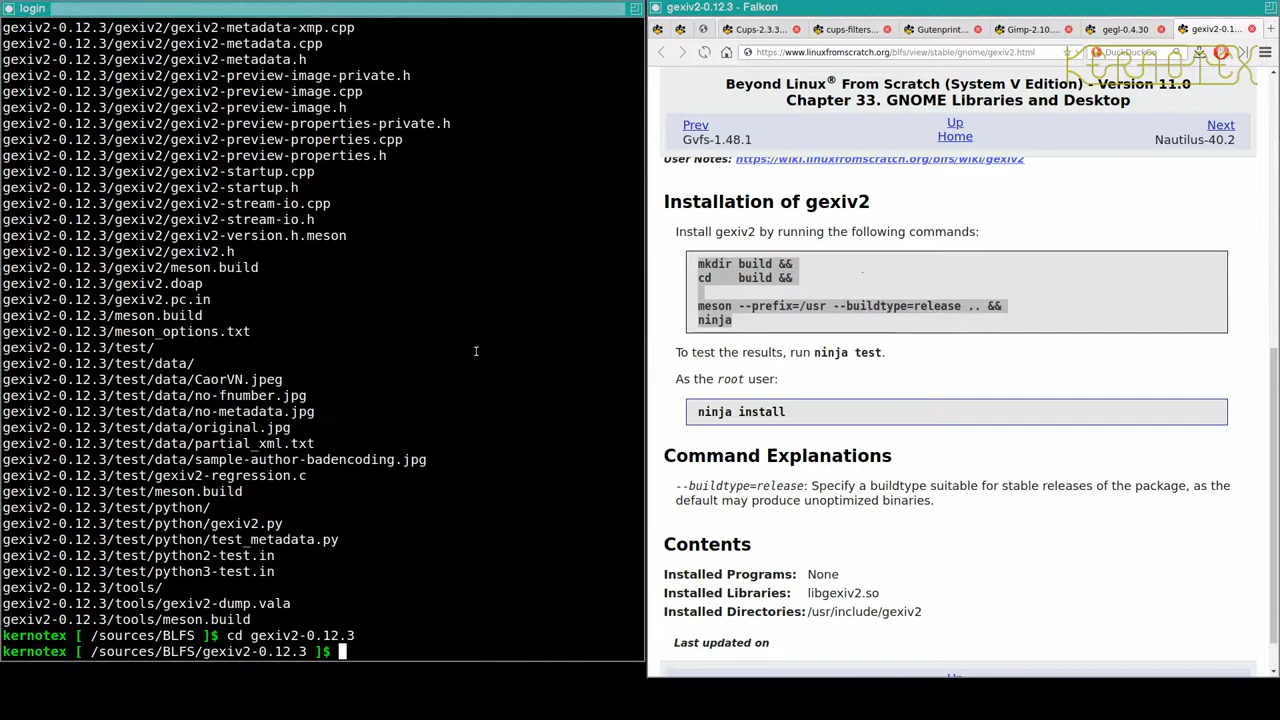 login
gexiv2-0.12.3/gexiv2/gexiv2-metadata-xmp.cpp
gexiv2-0.12.3/gexiv2/gexiv2-metadata.cpp
gexiv2-0.12.3/gexiv2/gexiv2-metadata.h
gexiv2-0.12.3/gexiv2/gexiv2-preview-image-private.h
gexiv2-0.12.3/gexiv2/gexiv2-preview-image.cpp
gexiv2-0.12.3/gexiv2/gexiv2-preview-image.h
gexiv2-0.12.3/gexiv2/gexiv2-preview-properties-private.h
gexiv2-0.12.3/gexiv2/gexiv2-preview-properties.cpp
gexiv2-0.12.3/gexiv2/gexiv2-preview-properties.h
gexiv2-0.12.3/gexiv2/gexiv2-startup.cpp
gexiv2-0.12.3/gexiv2/gexiv2-startup.h
gexiv2-0.12.3/gexiv2/gexiv2-stream-io.cpp
gexiv2-0.12.3/gexiv2/gexiv2-stream-io.h
gexiv2-0.12.3/gexiv2/gexiv2-version.h.meson
gexiv2-0.12.3/gexiv2/gexiv2.h
gexiv2-0.12.3/gexiv2/meson.build
gexiv2-0.12.3/gexiv2.doap
gexiv2-0.12.3/gexiv2.pc.in
gexiv2-0.12.3/meson.build
gexiv2-0.12.3/meson_options.txt
gexiv2-0.12.3/test/
gexiv2-0.12.3/test/data/
gexiv2-0.12.3/test/data/CaorVN.jpeg
gexiv2-0.12.3/test/data/no-fnumber.jpg
gexiv2-0.12.3/test/data/no-metadata.jpg
gexiv2-0.12.3/test/data/original.jpg
gexiv2-0.12.3/test/data/partial_xml.txt
gexiv2-0.12.3/test/data/sample-author-badencoding.jpg
gexiv2-0.12.3/test/gexiv2-regression.c
gexiv2-0.12.3/test/meson.build
gexiv2-0.12.3/test/python/
gexiv2-0.12.3/test/python/gexiv2.py
gexiv2-0.12.3/test/python/test_metadata.py
gexiv2-0.12.3/test/python2-test.in
gexiv2-0.12.3/test/python3-test.in
gexiv2-0.12.3/tools/
gexiv2-0.12.3/tools/gexiv2-dump.vala
gexiv2-0.12.3/tools/meson.build
kernotex [ /sources/BLFS ]$ cd gexiv2-0.12.3
kernotex [ /sources/BLFS/gexiv2-0.12.3 ]$
gexiv2-0.12.3 - Falkon
Cups-2.3.3... cups-filters... Gutenprint... Gimp-2.10.... gegl-0.4.30 gexiv2-0.1...
https://www.linuxfromscratch.org/blfs/view/stable/gnome/gexiv2.html DuckDuckGo
KERNOTEX
Beyond Linux® From Scratch (System V Edition) - Version 11.0
Chapter 33. GNOME Libraries and Desktop
Prev Up Next
Gvfs-1.48.1 Home Nautilus-40.2
User Notes: https://wiki.linuxfromscratch.org/blfs/wiki/gexiv2
Installation of gexiv2
Install gexiv2 by running the following commands:
mkdir build &&
cd    build &&
meson --prefix=/usr --buildtype=release .. &&
ninja
To test the results, run ninja test.
As the root user:
ninja install
Command Explanations
--buildtype=release: Specify a buildtype suitable for stable releases of the package, as the
default may produce unoptimized binaries.
Contents
Installed Programs: None
Installed Libraries: libgexiv2.so
Installed Directories: /usr/include/gexiv2
Last updated on
Up